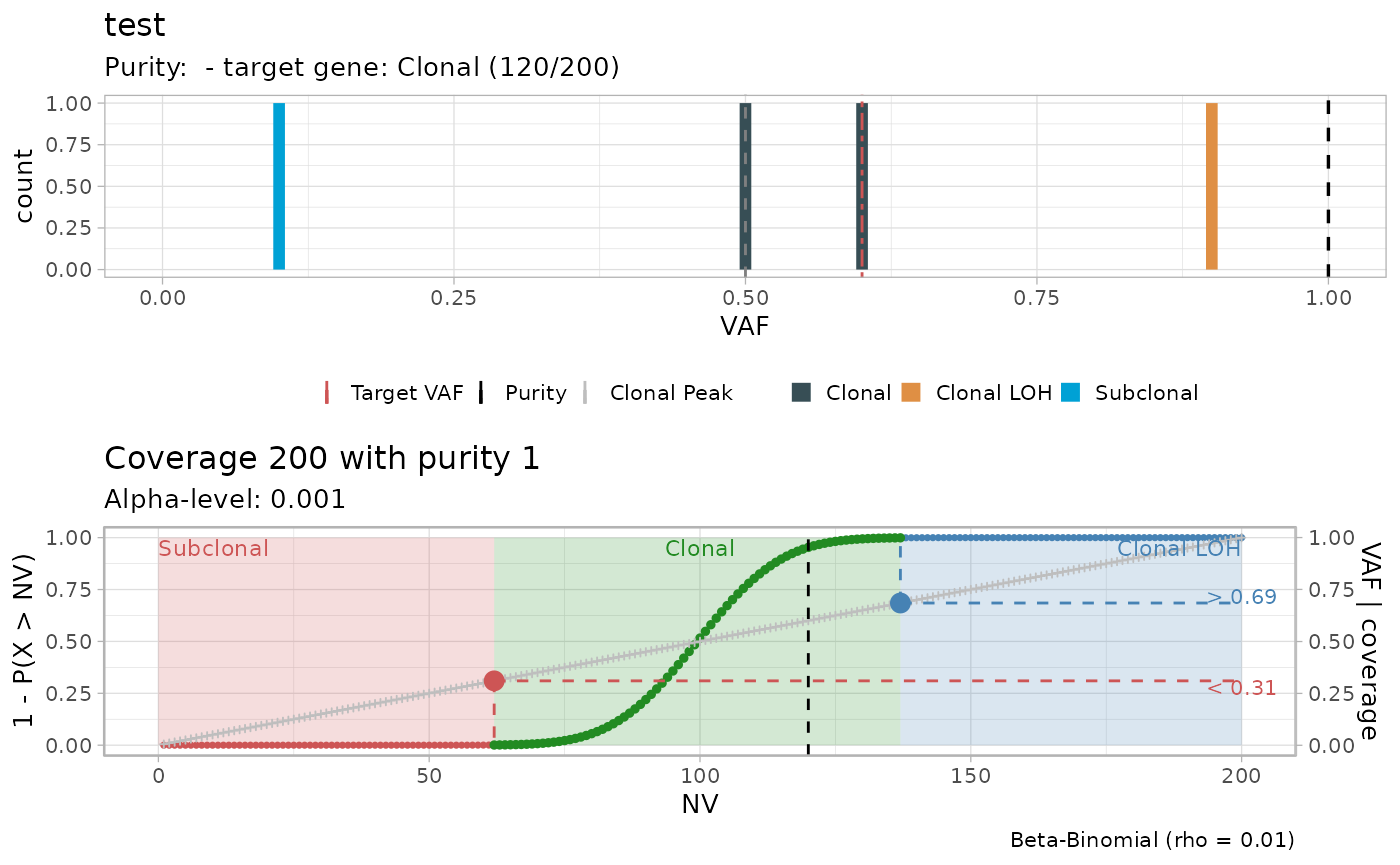 test
Purity:  - target gene: Clonal (120/200)
1.00
0.75
0.50
0.25
0.00
count
0.00 0.25 0.50 0.75 1.00
VAF
Target VAF Purity Clonal Peak Clonal Clonal LOH Subclonal
Coverage 200 with purity 1
Alpha-level: 0.001
Subclonal Clonal Clonal LOH
1.00
0.75
0.50
0.25
0.00
1 - P(X > NV)
> 0.69
< 0.31
1.00
0.75
0.50
0.25
0.00
VAF | coverage
0 50 100 150 200
NV
Beta-Binomial (rho = 0.01)